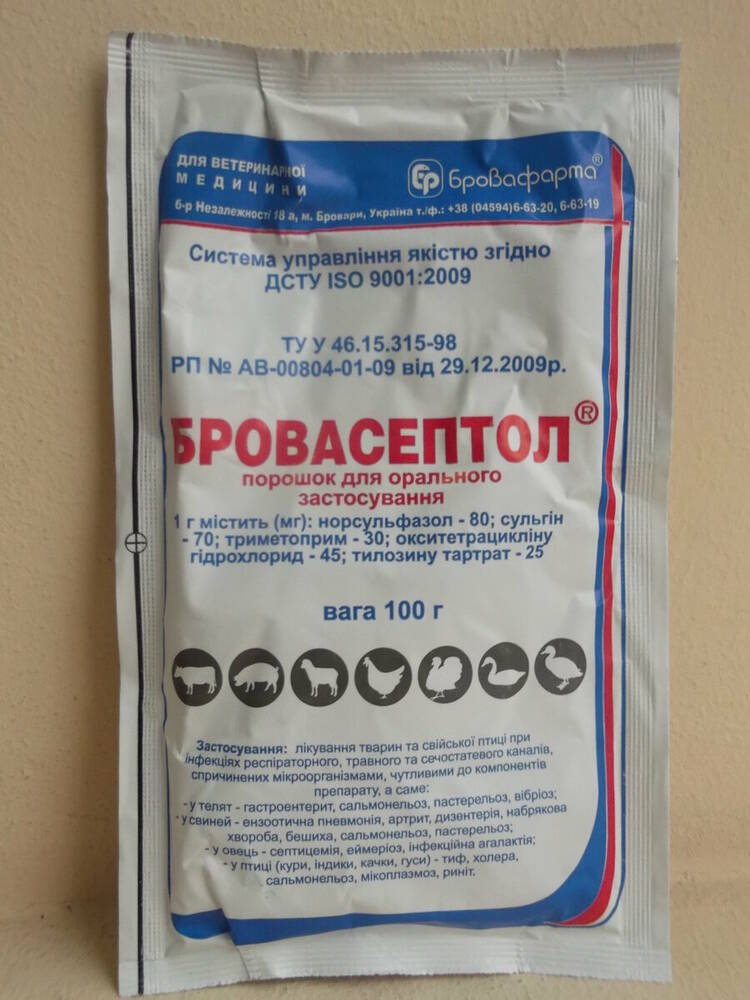 ДЛЯ ВЕТЕРИНАРНОЇ
МЕДИЦИНИ
БР Бровафарма®
б-р Незалежності 18 а, м. Бровари, Україна т./ф.: +38 (04594)6-63-20, 6-63-19
Система управління якістю згідно
ДСТУ ISO 9001:2009
ТУ У 46.15.315-98
РП № АВ-00804-01-09 від 29.12.2009р.
БРОВАСЕПТОЛ®
порошок для орального
застосування
1 г містить (мг): норсульфазол - 80; сульгін
- 70; триметоприм - 30; окситетрацикліну
гідрохлорид - 45; тилозину тартрат - 25
вага 100 г
Застосування: лікування тварин та свійської птиці при
інфекціях респіраторного, травного та сечостатевого каналів,
спричинених мікроорганізмами, чутливими до компонентів
препарату, а саме:
- у телят - гастроентерит, сальмонельоз, пастерельоз, вібріоз;
- у свиней - ензоотична пневмонія, артрит, дизентерія, набрякова
хвороба, бешиха, сальмонельоз, пастерельоз;
- у овець - септицемія, еймеріоз, інфекційна агалактія;
- у птиці (кури, індики, качки, гуси) - тиф, холера,
сальмонельоз, мікоплазмоз, риніт.